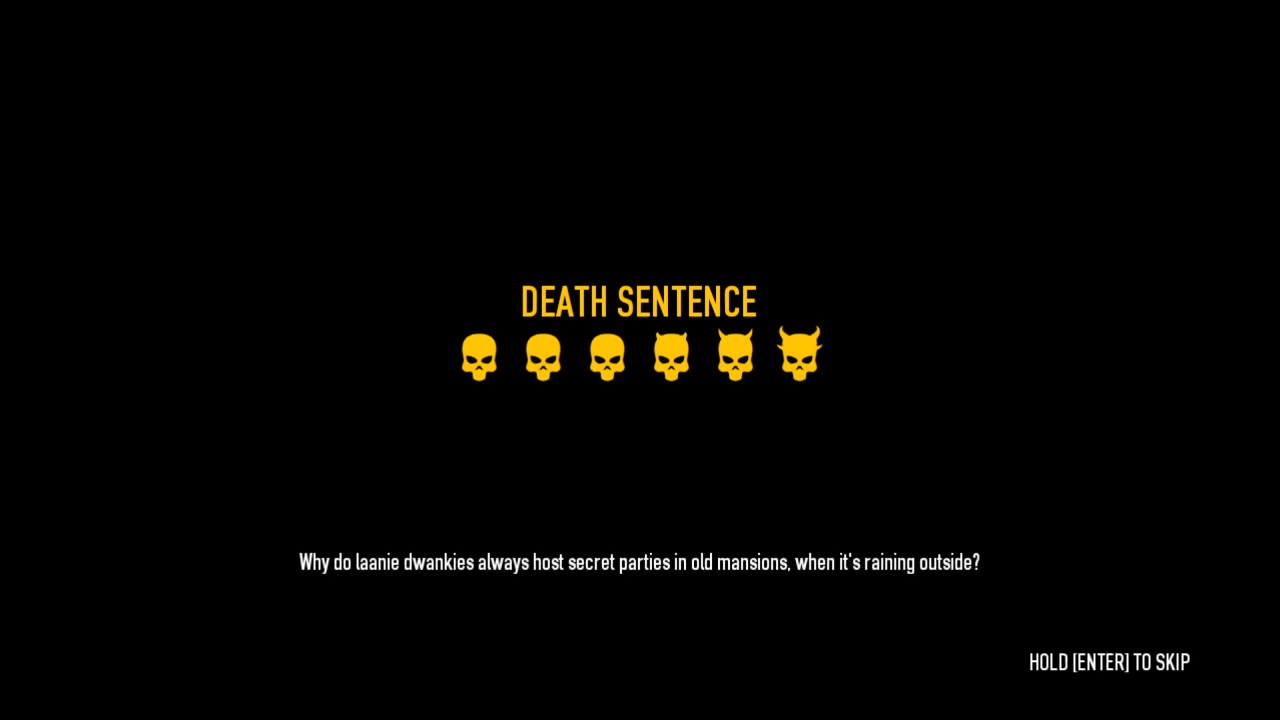 DEATH SENTENCE
Why do laanie dwankies always host secret parties in old mansions, when it's raining outside?
HOLD [ENTER] TO SKIP